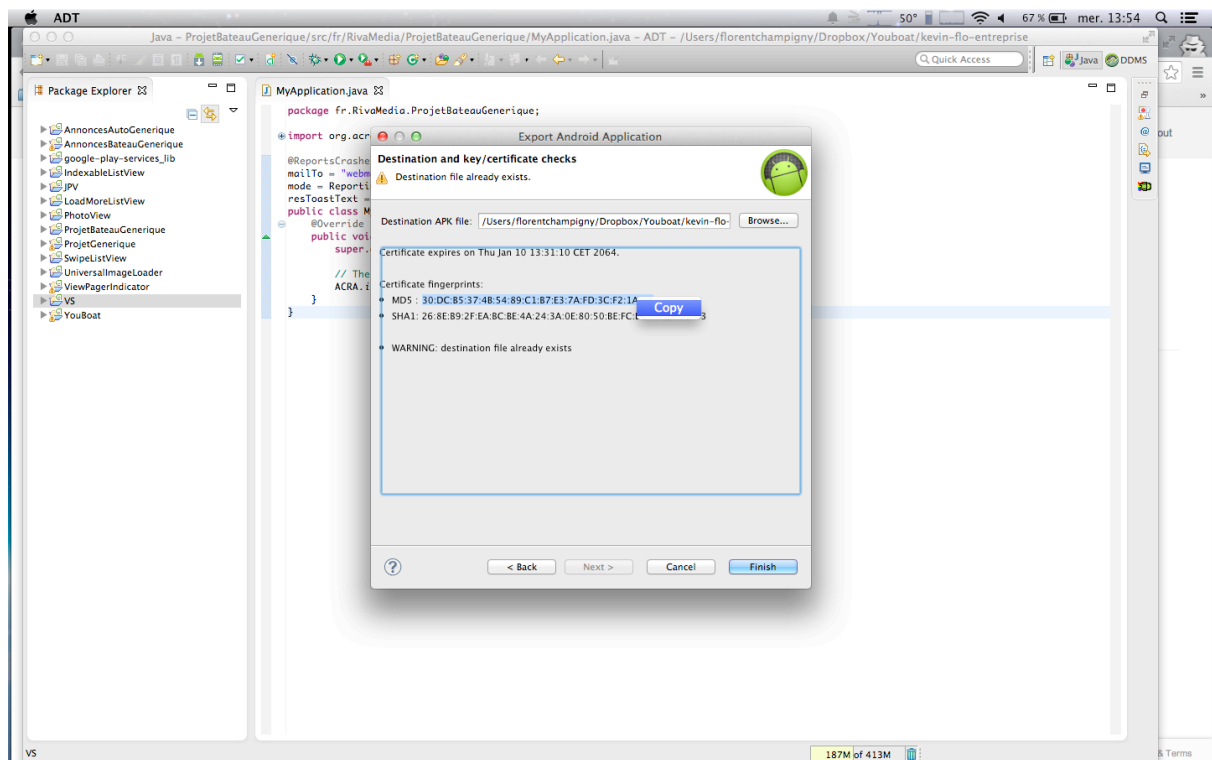 ADT
50°
67 %
mer. 13:54
Java – ProjetBateauGenerique/src/fr/RivaMedia/ProjetBateauGenerique/MyApplication.java – ADT – /Users/florentchampigny/Dropbox/Youboat/kevin-flo-entreprise
Quick Access
Java
DDMS
Package Explorer
MyApplication.java
AnnoncesAutoGenerique
AnnoncesBateauGenerique
google-play-services_lib
IndexableListView
JPV
LoadMoreListView
PhotoView
ProjetBateauGenerique
ProjetGenerique
SwipeListView
UniversalImageLoader
ViewPagerIndicator
VS
YouBoat
package fr.RivaMedia.ProjetBateauGenerique;
import org.acr
@ReportsCrashe
mailTo = "webm
mode = Reporti
resToastText =
public class M
@Override
public voi
super.
// The
ACRA.i
}
}
Export Android Application
Destination and key/certificate checks
Destination file already exists.
Destination APK file:
/Users/florentchampigny/Dropbox/Youboat/kevin-flo-
Browse...
Certificate expires on Thu Jan 10 13:31:10 CET 2064.
Certificate fingerprints:
MD5 : 30:DC:B5:37:4B:54:89:C1:B7:E3:7A:FD:3C:F2:1A
SHA1: 26:8E:B9:2F:EA:BC:BE:4A:24:3A:0E:80:50:BE:FC:
3
Copy
WARNING: destination file already exists
?
< Back
Next >
Cancel
Finish
out
VS
187M of 413M
& Terms